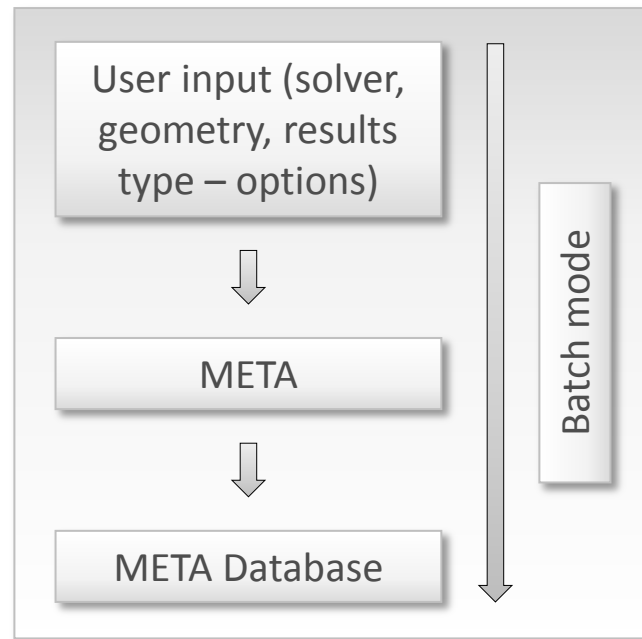 User input (solver,
geometry, results
type – options)
META
META Database
Batch mode